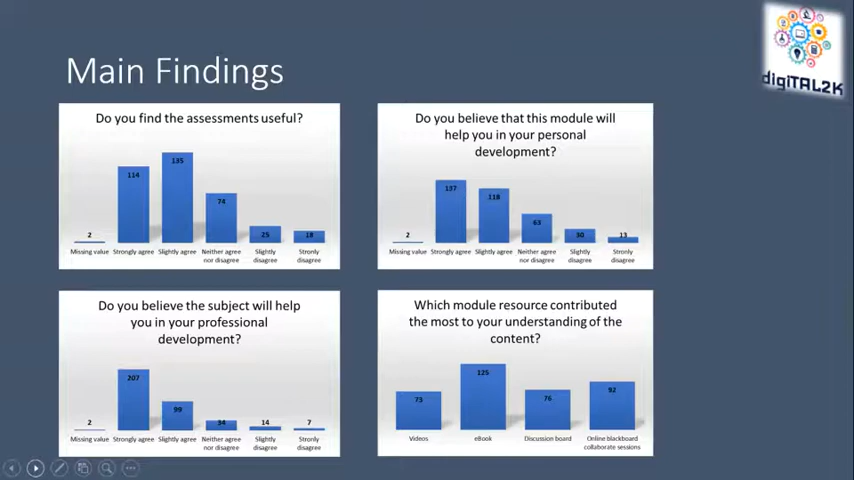 Main Findings
digiTAL2K
Do you find the assessments useful?
135
114
74
25
18
2
Missing value Strongly agree Slightly agree Neither agree Slightly Stronly
nor disagree disagree disagree
Do you believe that this module will
help you in your personal
development?
137
118
63
30
13
2
Missing value Strongly agree Slightly agree Neither agree Slightly Stronly
nor disagree disagree disagree
Do you believe the subject will help
you in your professional
development?
207
99
34
14
7
2
Missing value Strongly agree Slightly agree Neither agree Slightly Stronly
nor disagree disagree disagree
Which module resource contributed
the most to your understanding of the
content?
73
125
76
92
Videos eBook Discussion board Online blackboard
collaborate sessions